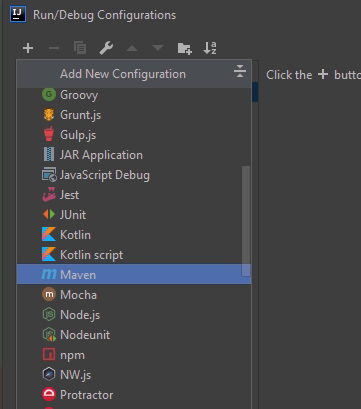 Run/Debug Configurations
Add New Configuration
Click the + butto
Groovy
Grunt.js
Gulp.js
JAR Application
JavaScript Debug
Jest
JUnit
Kotlin
Kotlin script
Maven
Mocha
Node.js
Nodeunit
npm
NW.js
Protractor